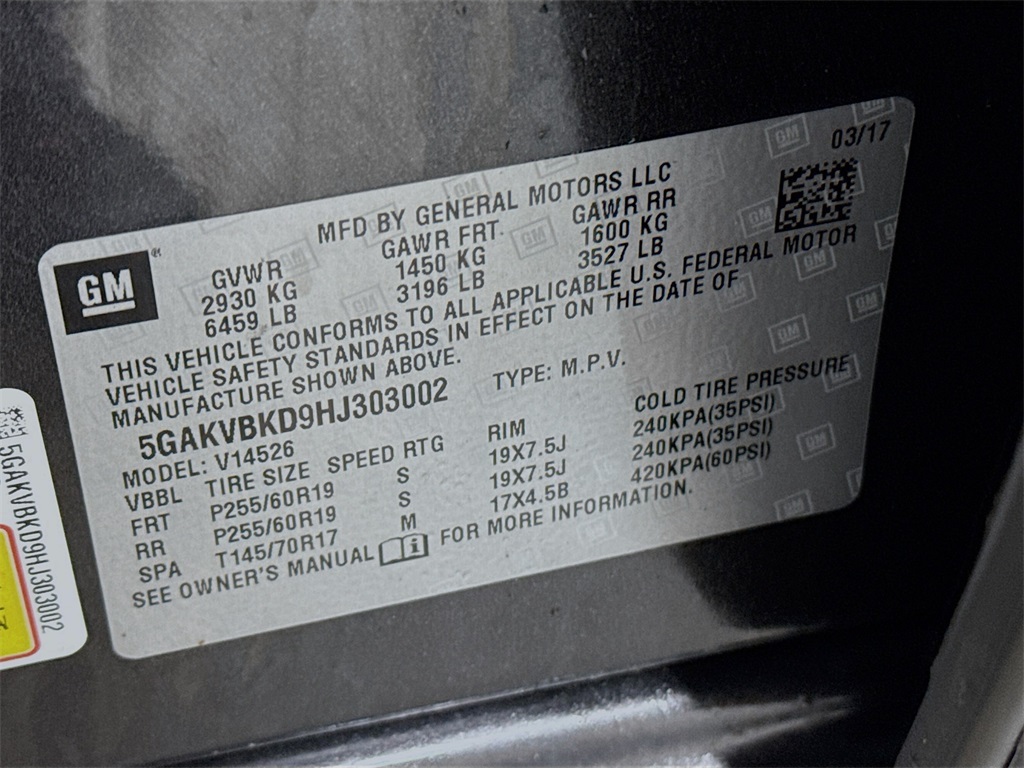 03/17
MFD BY GENERAL MOTORS LLC
GM
GVWR GAWR FRT GAWR RR
2930 KG 1450 KG 1600 KG
6459 LB 3196 LB 3527 LB
THIS VEHICLE CONFORMS TO ALL APPLICABLE U.S. FEDERAL MOTOR
VEHICLE SAFETY STANDARDS IN EFFECT ON THE DATE OF
MANUFACTURE SHOWN ABOVE.
5GAKVBKD9HJ303002 TYPE: M.P.V.
MODEL: V14526
VBBL TIRE SIZE SPEED RTG RIM COLD TIRE PRESSURE
FRT P255/60R19 S 19X7.5J 240KPA(35PSI)
RR P255/60R19 S 19X7.5J 240KPA(35PSI)
SPA T145/70R17 M 17X4.5B 420KPA(60PSI)
SEE OWNER'S MANUAL FOR MORE INFORMATION.
5GAKVBKD9HJ303002